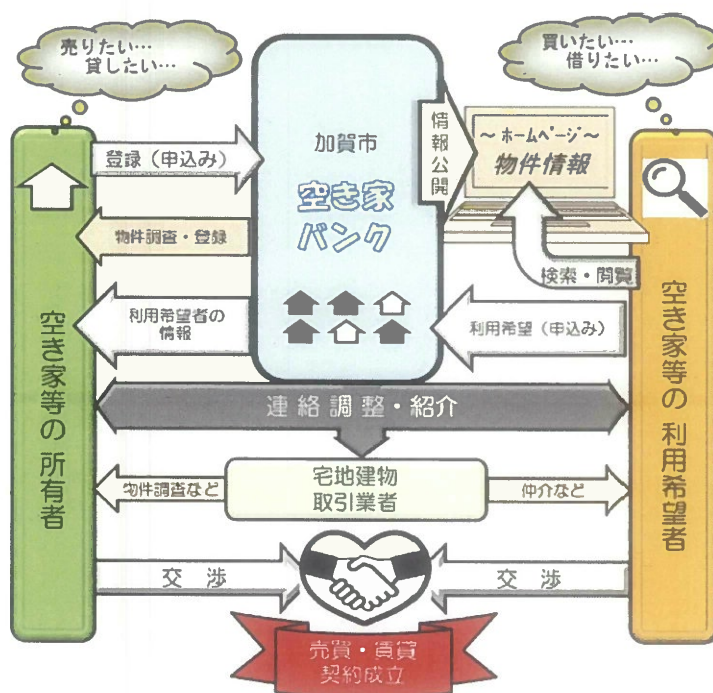 売りたい…
貸したい…
買いたい…
借りたい…
登録（申込み）
加賀市
空き家
バンク
情報公開
～ホームページ～
物件情報
物件調査・登録
検索・閲覧
利用希望者の
情報
利用希望（申込み）
空き家等の所有者
空き家等の利用希望者
連絡調整・紹介
宅地建物
取引業者
物件調査など
仲介など
交渉
交渉
売買・賃貸
契約成立